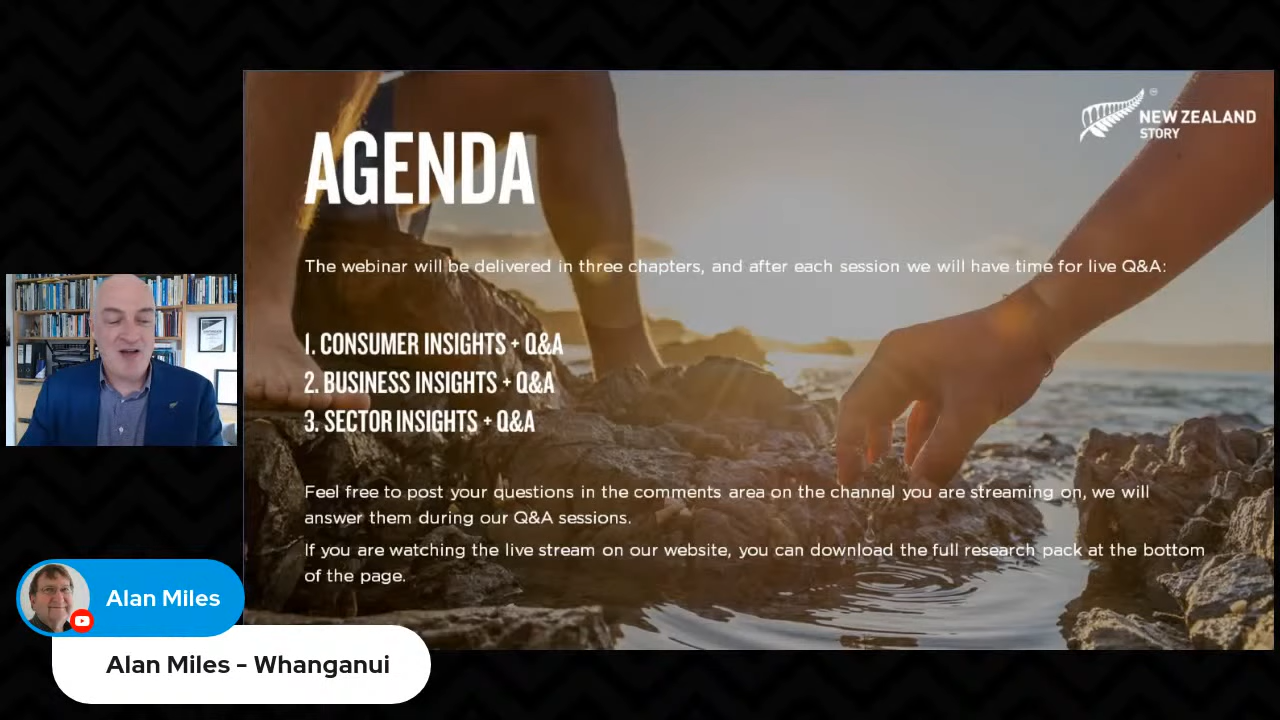 AGENDA
NEW ZEALAND
STORY
The webinar will be delivered in three chapters, and after each session we will have time for live Q&A:
1. CONSUMER INSIGHTS + Q&A
2. BUSINESS INSIGHTS + Q&A
3. SECTOR INSIGHTS + Q&A
Feel free to post your questions in the comments area on the channel you are streaming on, we will
answer them during our Q&A sessions.
If you are watching the live stream on our website, you can download the full research pack at the bottom
of the page.
Alan Miles
Alan Miles - Whanganui